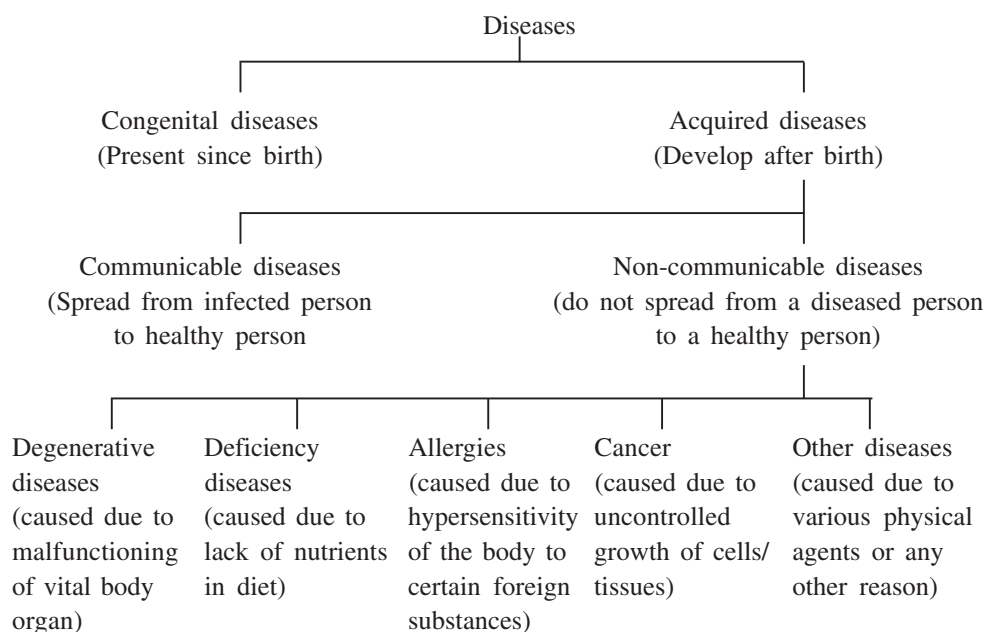 Diseases
Congenital diseases
(Present since birth)
Acquired diseases
(Develop after birth)
Communicable diseases
(Spread from infected person
to healthy person
Non-communicable diseases
(do not spread from a diseased person
to a healthy person)
Degenerative
diseases
(caused due to
malfunctioning
of vital body
organ)
Deficiency
diseases
(caused due to
lack of nutrients
in diet)
Allergies
(caused due to
hypersensitivity
of the body to
certain foreign
substances)
Cancer
(caused due to
uncontrolled
growth of cells/
tissues)
Other diseases
(caused due to
various physical
agents or any
other reason)